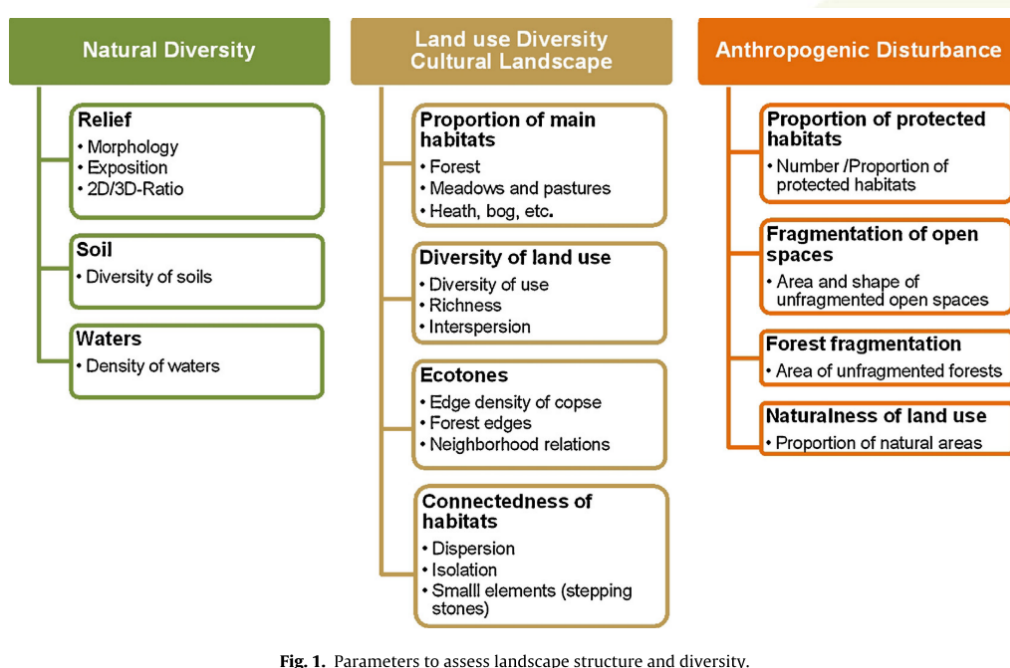 Natural Diversity
Relief
• Morphology
• Exposition
• 2D/3D-Ratio
Soil
• Diversity of soils
Waters
• Density of waters
Land use Diversity
Cultural Landscape
Proportion of main
habitats
• Forest
• Meadows and pastures
• Heath, bog, etc.
Diversity of land use
• Diversity of use
• Richness
• Interspersion
Ecotones
• Edge density of copse
• Forest edges
• Neighborhood relations
Connectedness of
habitats
• Dispersion
• Isolation
• Smalll elements (stepping
stones)
Anthropogenic Disturbance
Proportion of protected
habitats
• Number /Proportion of
protected habitats
Fragmentation of open
spaces
• Area and shape of
unfragmented open spaces
Forest fragmentation
• Area of unfragmented forests
Naturalness of land use
• Proportion of natural areas
Fig. 1. Parameters to assess landscape structure and diversity.